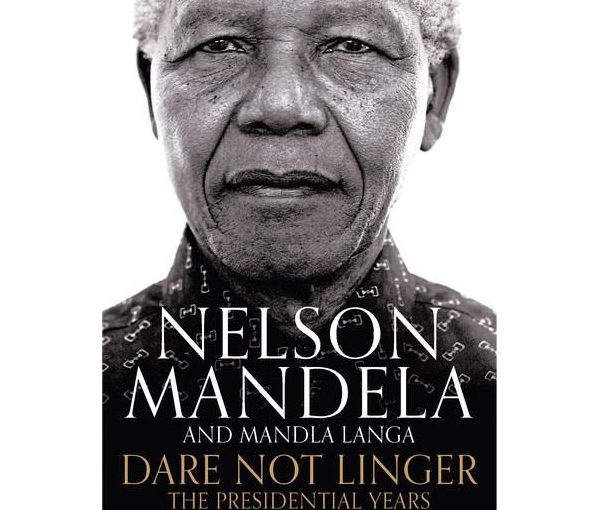 NELSON
MANDELA
AND MANDLA LANGA
DARE NOT LINGER
THE PRESIDENTIAL YEARS